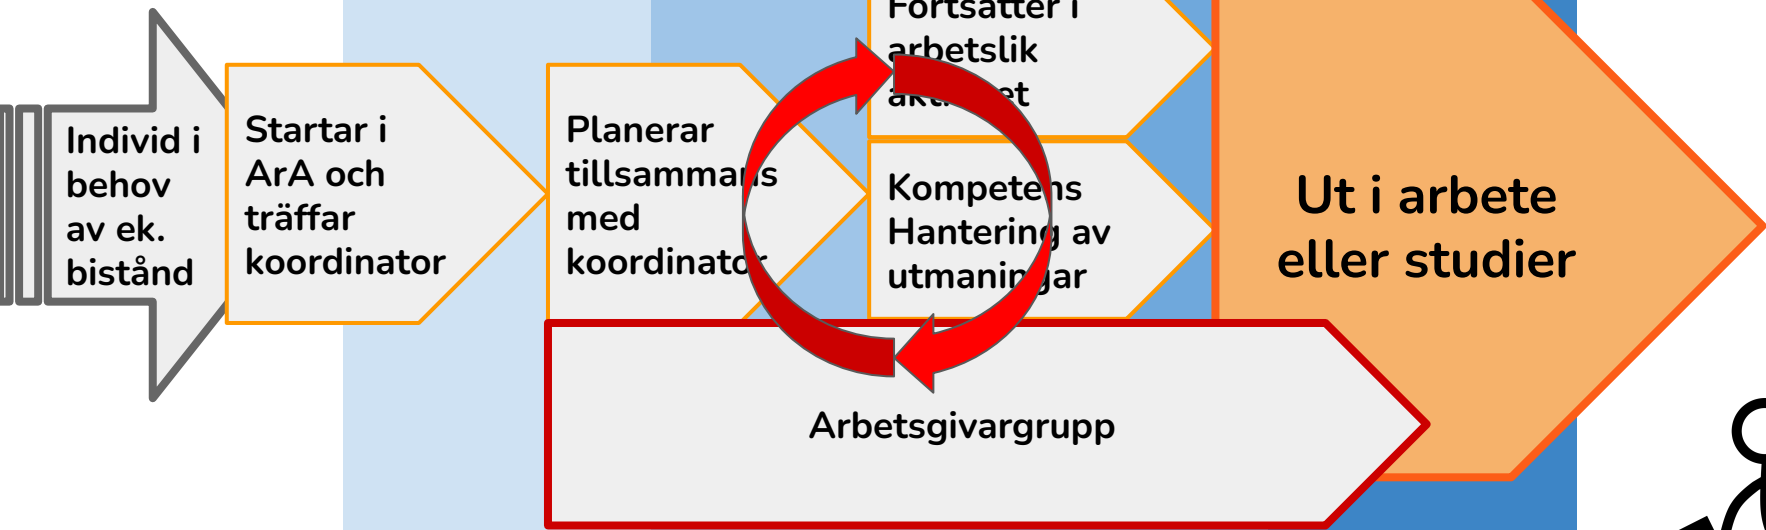 Individ i
behov
av ek.
bistånd
Startar i
ArA och
träffar
koordinator
Planerar
tillsammans
med
koordinator
Fortsätter i
arbetslik
aktivitet
Kompetens
Hantering av
utmaningar
Ut i arbete
eller studier
Arbetsgivargrupp